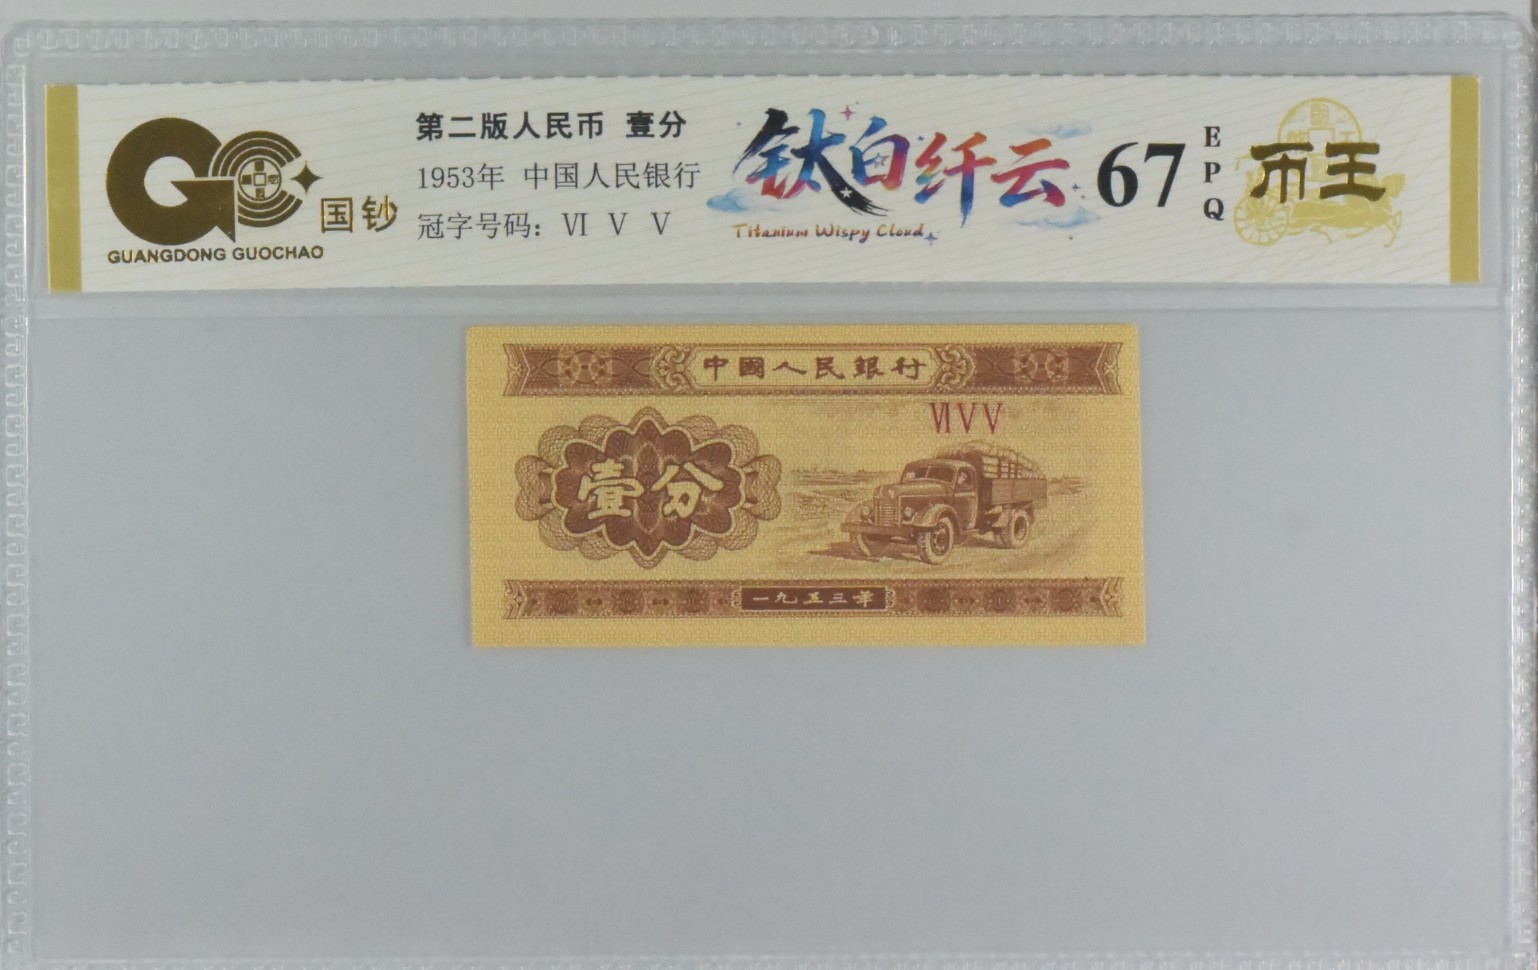 GUANGDONG GUOCHAO
国钞
第二版人民币 壹分
1953年 中国人民银行
冠字号码：Ⅵ Ⅴ Ⅴ
钛白纤云
Titanium Wispy Cloud
67
EPQ
币王
中國人民銀行
ⅥⅤⅤ
壹分
一九五三年